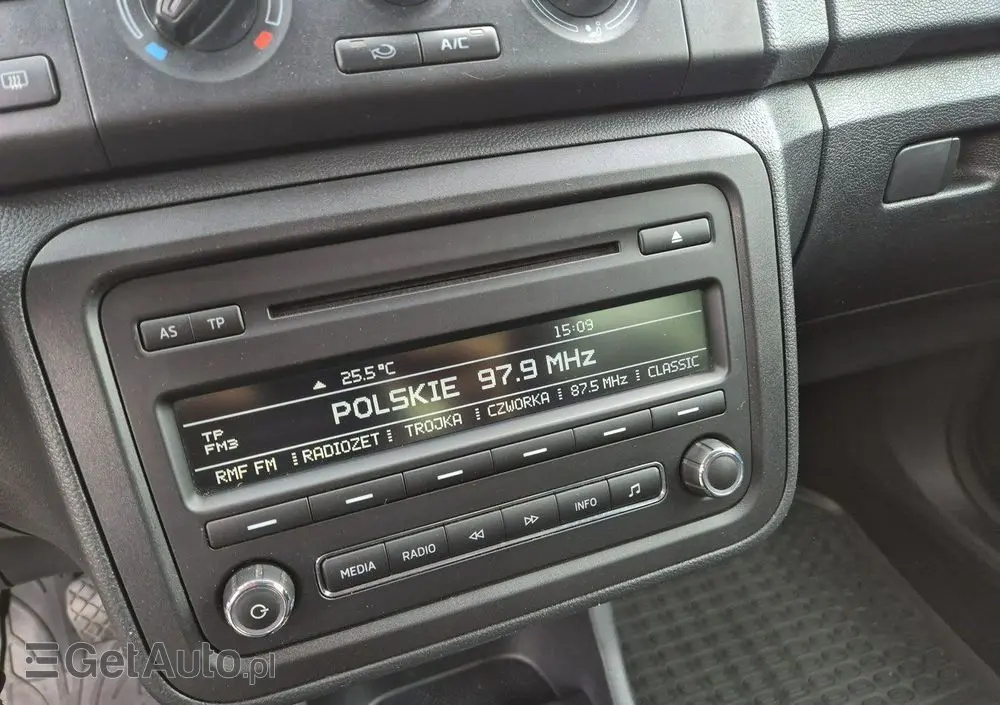 A/C
AS TP
25.5°C 15:09
POLSKIE 97.9 MHz
TP
FM3
RMF FM RADIOZET TROJKA CZWORKA 87.5 MHz CLASSIC
MEDIA RADIO INFO
GetAuto.pl